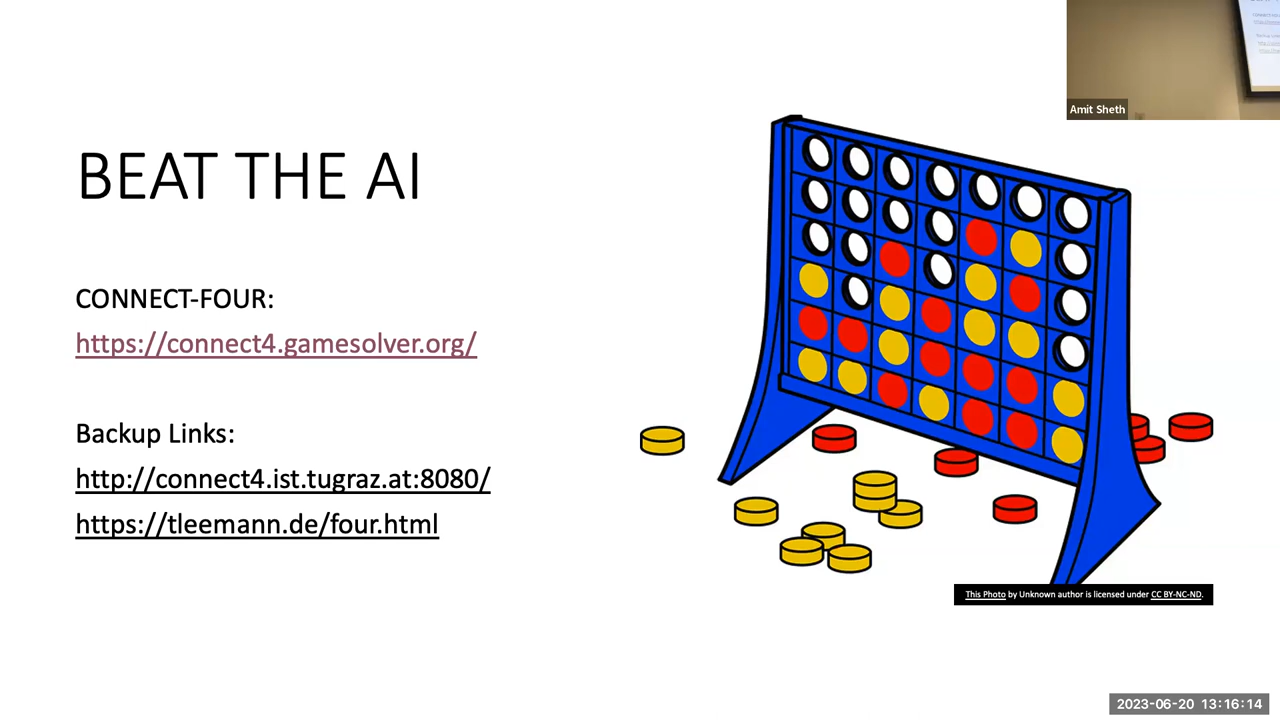 Amit Sheth
BEAT THE AI
CONNECT-FOUR:
https://connect4.gamesolver.org/
Backup Links:
http://connect4.ist.tugraz.at:8080/
https://tleemann.de/four.html
This Photo by Unknown author is licensed under CC BY-NC-ND.
2023-06-20 13:16:14